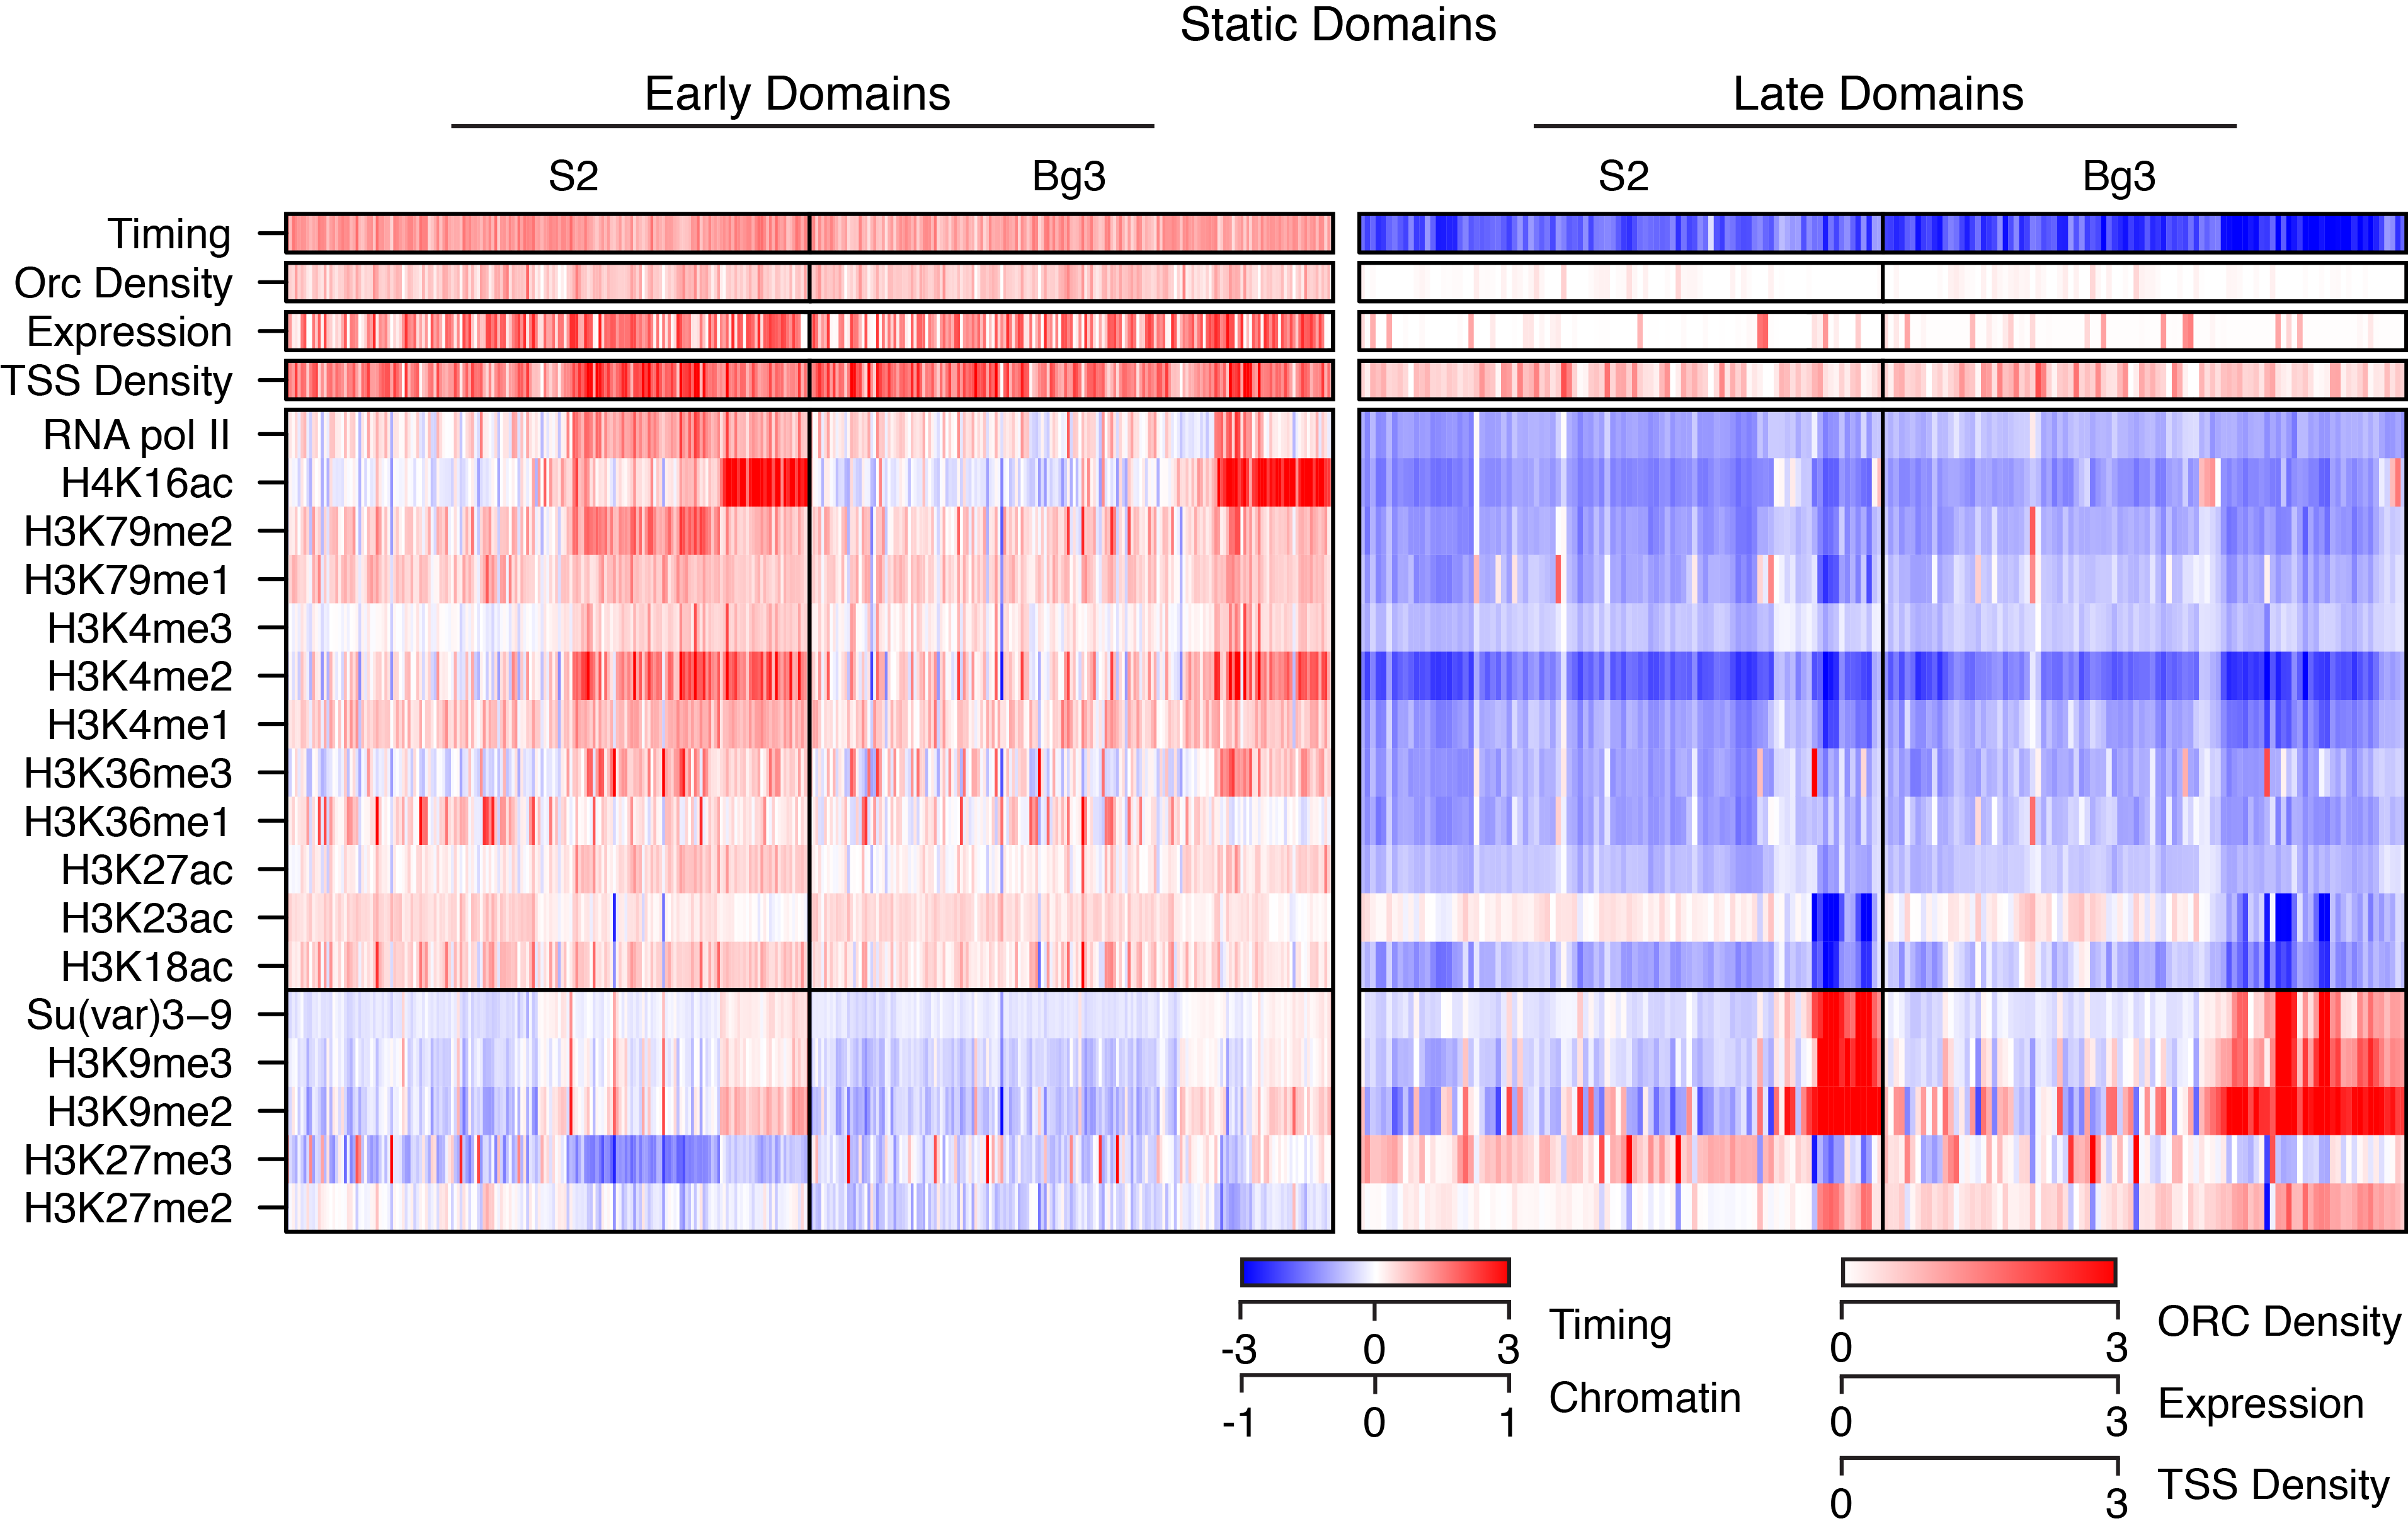 Static Domains
Early Domains
Late Domains
S2
Bg3
S2
Bg3
Timing
Orc Density
Expression
TSS Density
RNA pol II
H4K16ac
H3K79me2
H3K79me1
H3K4me3
H3K4me2
H3K4me1
H3K36me3
H3K36me1
H3K27ac
H3K23ac
H3K18ac
Su(var)3−9
H3K9me3
H3K9me2
H3K27me3
H3K27me2
-3 0 3 Timing
-1 0 1 Chromatin
0 3 ORC Density
0 3 Expression
0 3 TSS Density